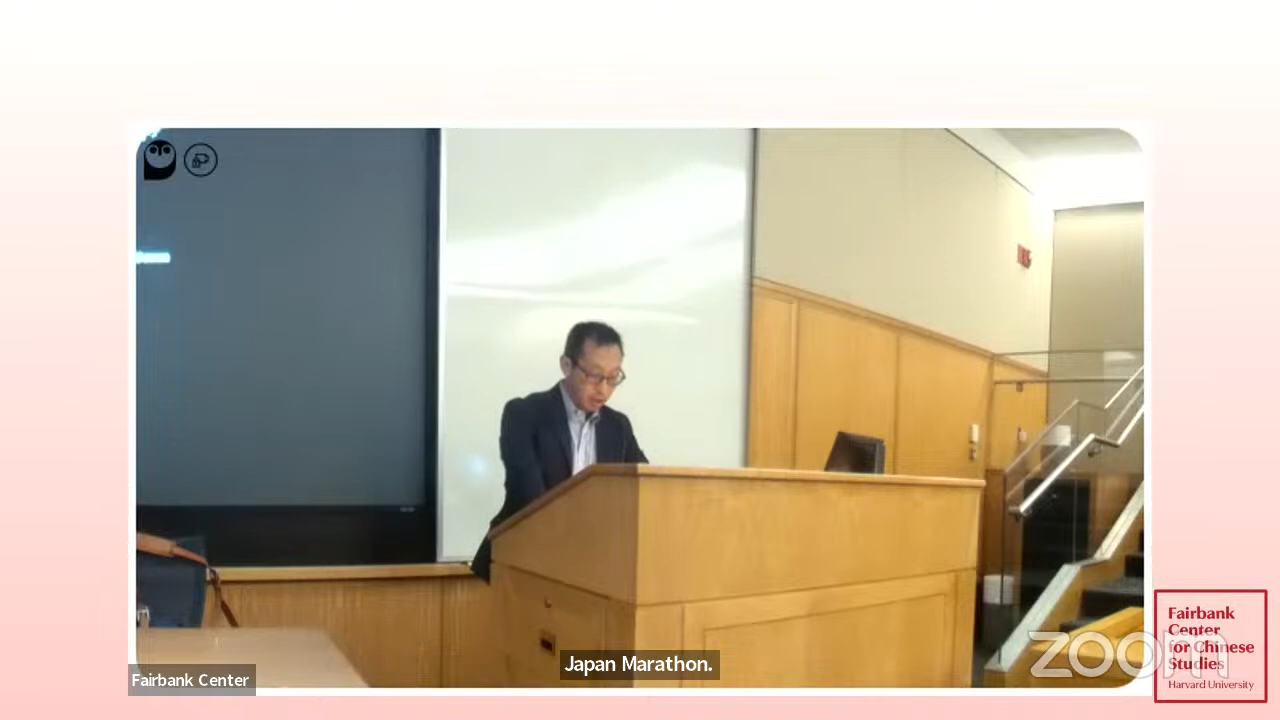 Japan Marathon.
Fairbank Center
zoom
Fairbank
Center
for Chinese
Studies
Harvard University